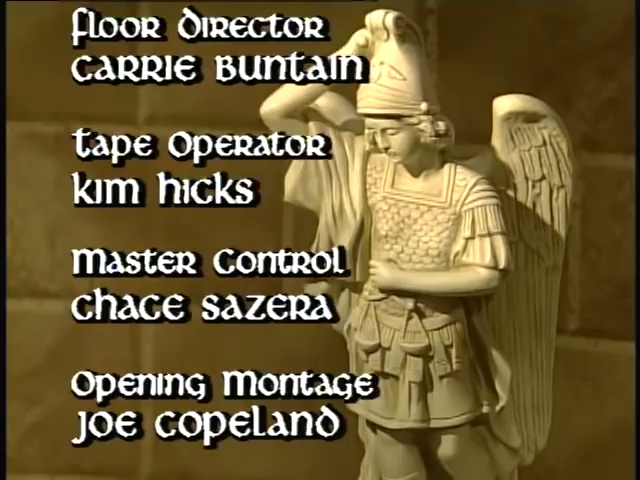 Floor Director
Carrie Buntain
Tape Operator
Kim Hicks
Master Control
Chace Sazera
Opening Montage
Joe Copeland